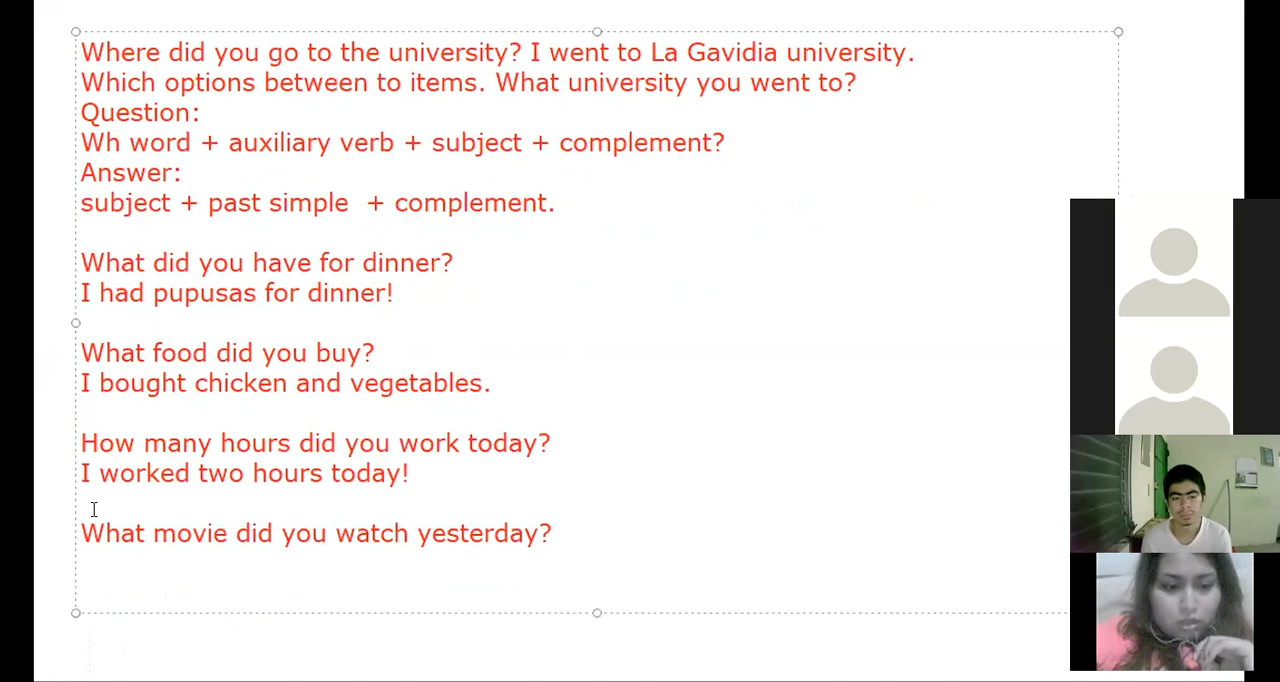 Where did you go to the university? I went to La Gavidia university.
Which options between to items. What university you went to?
Question:
Wh word + auxiliary verb + subject + complement?
Answer:
subject + past simple  + complement.
What did you have for dinner?
I had pupusas for dinner!
What food did you buy?
I bought chicken and vegetables.
How many hours did you work today?
I worked two hours today!
What movie did you watch yesterday?